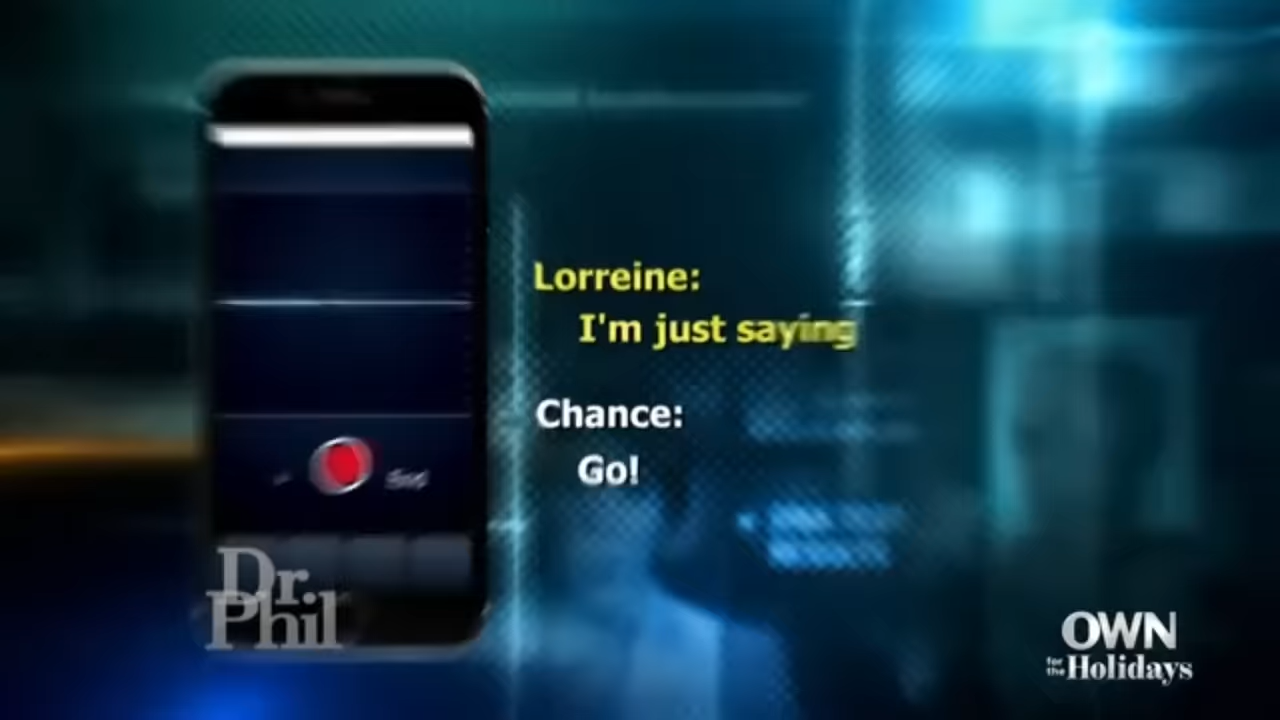 Lorreine:
I'm just saying
Chance:
Go!
Dr.
Phil
OWN
for the Holidays